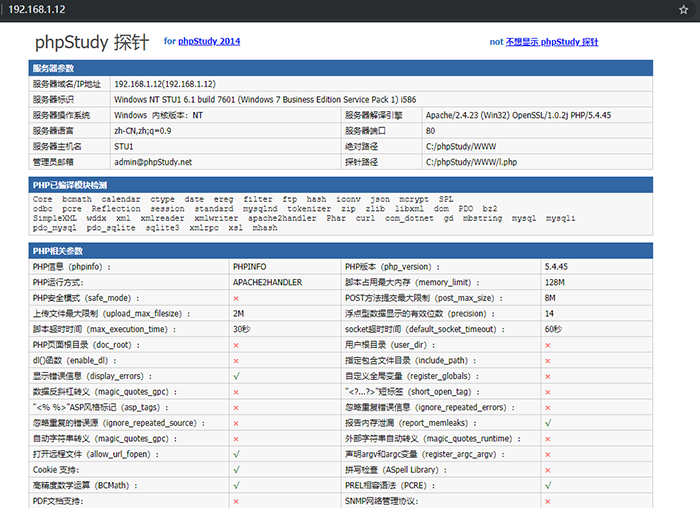 192.168.1.12
phpStudy 探针 for phpStudy 2014 not 不想显示 phpStudy 探针
服务器参数
服务器域名/IP地址 192.168.1.12(192.168.1.12)
服务器标识 Windows NT STU1 6.1 build 7601 (Windows 7 Business Edition Service Pack 1) i586
服务器操作系统 Windows 内核版本：NT 服务器解译引擎 Apache/2.4.23 (Win32) OpenSSL/1.0.2j PHP/5.4.45
服务器语言 zh-CN,zh;q=0.9 服务器端口 80
服务器主机名 STU1 绝对路径 C:/phpStudy/WWW
管理员邮箱 admin@phpStudy.net 探针路径 C:/phpStudy/WWW/l.php
PHP已编译模块检测
Core bcmath calendar ctype date ereg filter ftp hash iconv json mcrypt SPL
odbc pcre Reflection session standard mysqlnd tokenizer zip zlib libxml dom PDO bz2
SimpleXML wddx xml xmlreader xmlwriter apache2handler Phar curl com_dotnet gd mbstring mysql mysqli
pdo_mysql pdo_sqlite sqlite3 xmlrpc xsl mhash
PHP相关参数
PHP信息（phpinfo）： PHPINFO PHP版本（php_version）： 5.4.45
PHP运行方式： APACHE2HANDLER 脚本占用最大内存（memory_limit）： 128M
PHP安全模式（safe_mode）： × POST方法提交最大限制（post_max_size）： 8M
上传文件最大限制（upload_max_filesize）： 2M 浮点型数据显示的有效位数（precision）： 14
脚本超时时间（max_execution_time）： 30秒 socket超时时间（default_socket_timeout）： 60秒
PHP页面根目录（doc_root）： × 用户根目录（user_dir）： ×
dl()函数（enable_dl）： × 指定包含文件目录（include_path）： ×
显示错误信息（display_errors）： √ 自定义全局变量（register_globals）： ×
数据反斜杠转义（magic_quotes_gpc）： × "<?...?>"短标签（short_open_tag）： ×
"<% %>"ASP风格标记（asp_tags）： × 忽略重复错误信息（ignore_repeated_errors）： ×
忽略重复的错误源（ignore_repeated_source）： × 报告内存泄漏（report_memleaks）： √
自动字符串转义（magic_quotes_gpc）： × 外部字符串自动转义（magic_quotes_runtime）： ×
打开远程文件（allow_url_fopen）： √ 声明argv和argc变量（register_argc_argv）： ×
Cookie 支持： √ 拼写检查（ASpell Library）： ×
高精度数学运算（BCMath）： √ PREL相容语法（PCRE）： √
PDF文档支持： × SNMP网络管理协议： ×